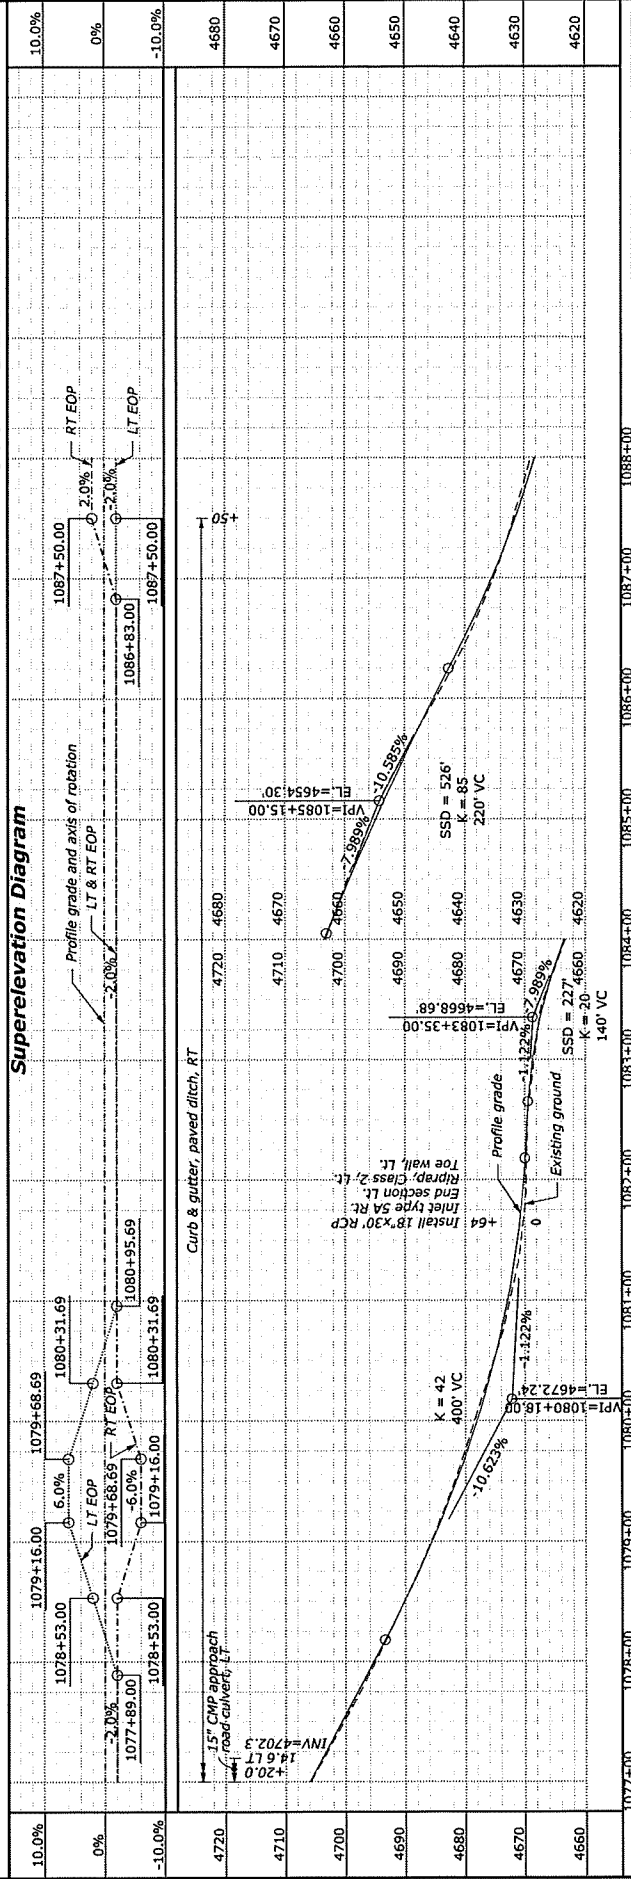 Superelevation Diagram
10.0%
0%
-10.0%
10.0%
0%
-10.0%
-2.0%
1077+89.00
1078+53.00
1078+53.00
1079+16.00
LT EOP
6.0%
-6.0%
1079+68.69
RT EOP
1079+16.00
1079+68.69
1080+31.69
1080+31.69
1080+95.69
Profile grade and axis of rotation
LT & RT EOP
-2.0%
1086+83.00
1087+50.00
1087+50.00
2.0%
-2.0%
RT EOP
LT EOP
Curb & gutter, paved ditch, RT
+50
15" CMP approach
road culvert, LT
+20.0
14.6 LT
INV=4702.3
4720
4710
4700
4690
4680
4670
4660
-10.623%
K = 42
400' VC
VPI=1080+18.00
EL.=4672.24'
-1.122%
+64
Install 18"x30' RCP
Inlet type 5A Rt.
End section Lt.
Riprap, Class 2, Lt.
Toe wall, Lt.
0
Profile grade
Existing ground
-1.122%
VPI=1083+35.00
EL.=4668.68'
-7.989%
SSD = 227'
K = 20
140' VC
4720
4710
4700
4690
4680
4670
4660
4680
4670
4660
4650
4640
4630
4620
-7.989%
VPI=1085+15.00
EL.=4654.30'
-10.585%
SSD = 526'
K = 85
220' VC
4680
4670
4660
4650
4640
4630
4620
1077+00
1078+00
1079+00
1080+00
1081+00
1082+00
1083+00
1084+00
1085+00
1086+00
1087+00
1088+00